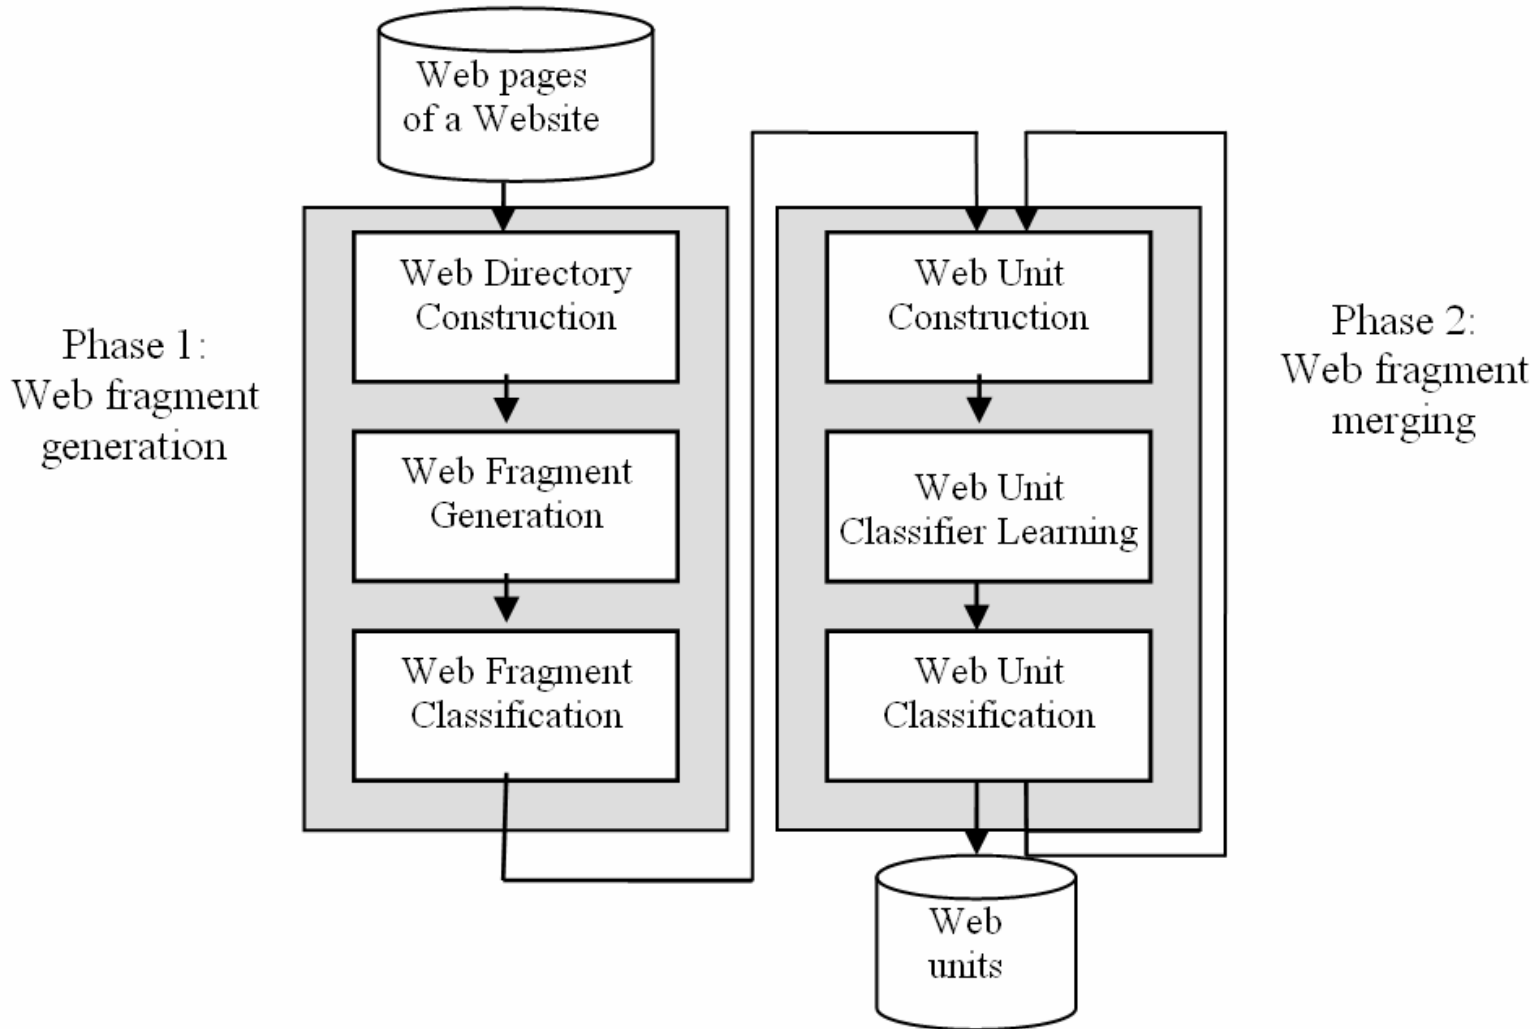 Web pages
of a Website
Phase 1:
Web fragment
generation
Web Directory
Construction
Web Fragment
Generation
Web Fragment
Classification
Web Unit
Construction
Web Unit
Classifier Learning
Web Unit
Classification
Phase 2:
Web fragment
merging
Web
units